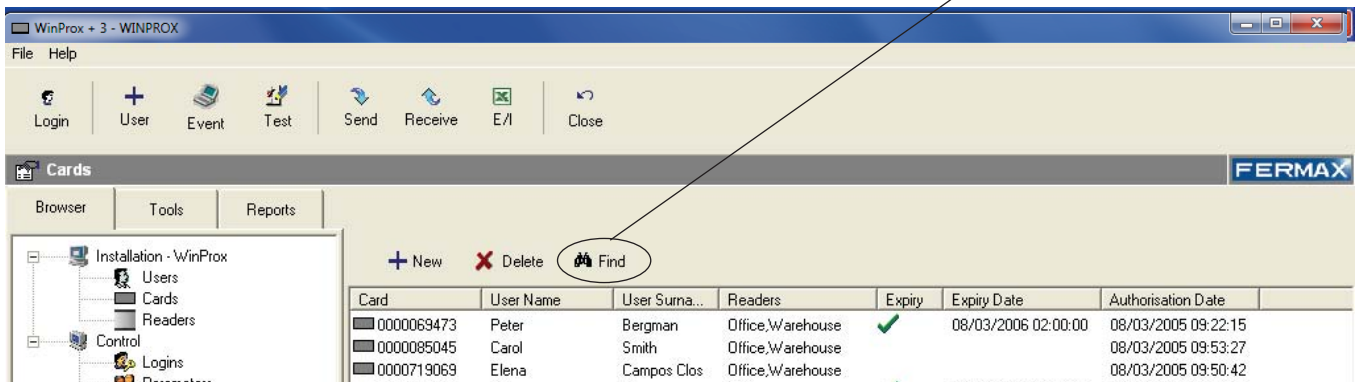 WinProx + 3 - WINPROX
File Help
Login User Event Test Send Receive E/I Close
Cards FERMAX
Browser Tools Reports
Installation - WinProx
Users
Cards
Readers
Control
Logins
Parameters
New Delete Find
Card User Name User Surna... Readers Expiry Expiry Date Authorisation Date
0000069473 Peter Bergman Office,Warehouse 08/03/2006 02:00:00 08/03/2005 09:22:15
0000085045 Carol Smith Office,Warehouse 08/03/2005 09:53:27
0000719069 Elena Campos Clos Office,Warehouse 08/03/2005 09:50:42